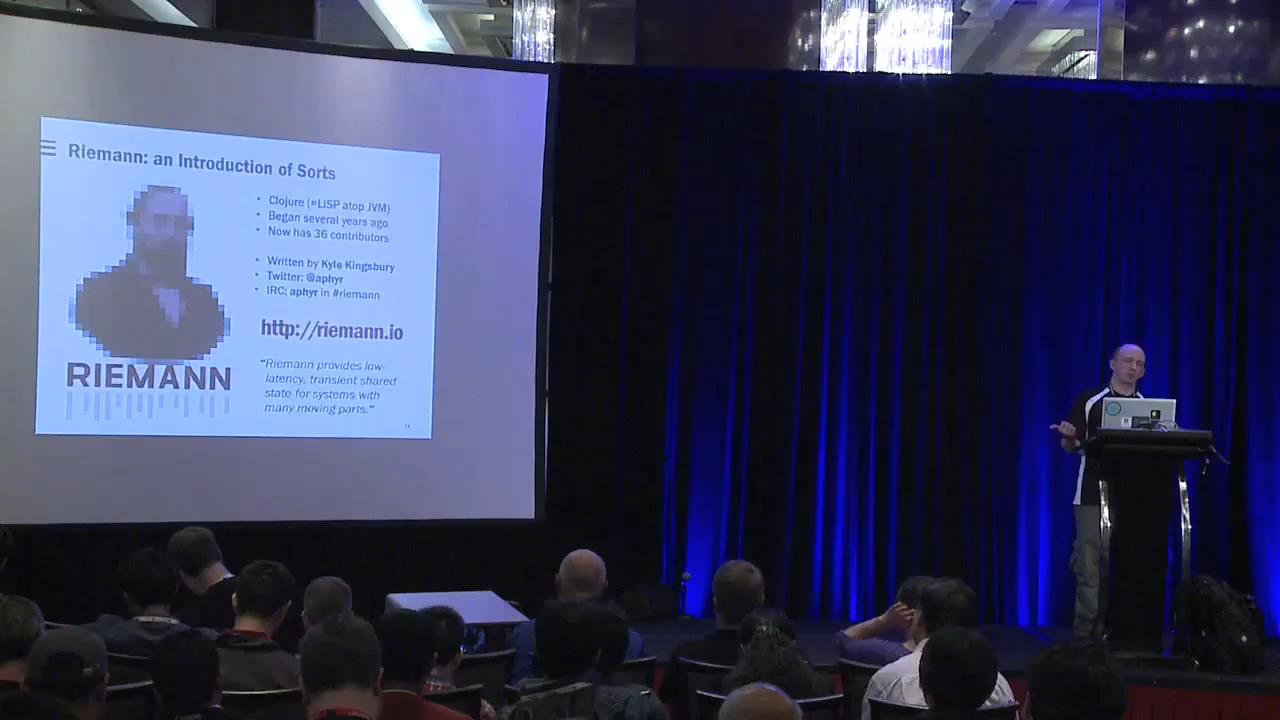 Riemann: an Introduction of Sorts
• Clojure (=LISP atop JVM)
• Began several years ago
• Now has 36 contributors
• Written by Kyle Kingsbury
• Twitter: @aphyr
• IRC: aphyr in #riemann
http://riemann.io
"Riemann provides low-
latency, transient shared
state for systems with
many moving parts."
RIEMANN